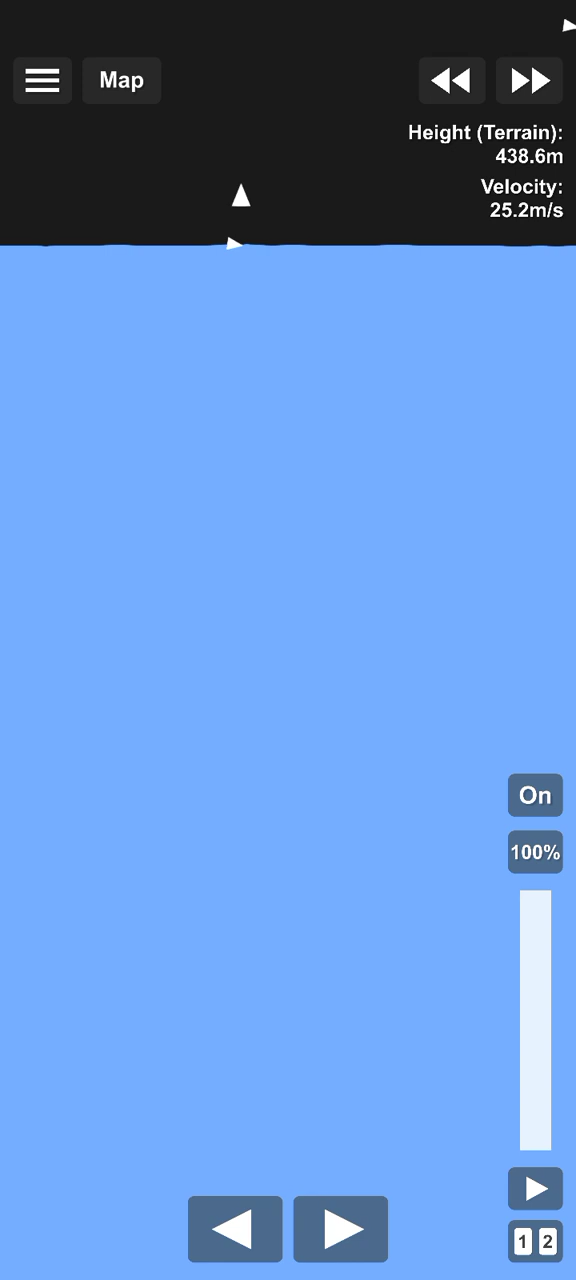 Map
Height (Terrain):
438.6m
Velocity:
25.2m/s
On
100%
1 2